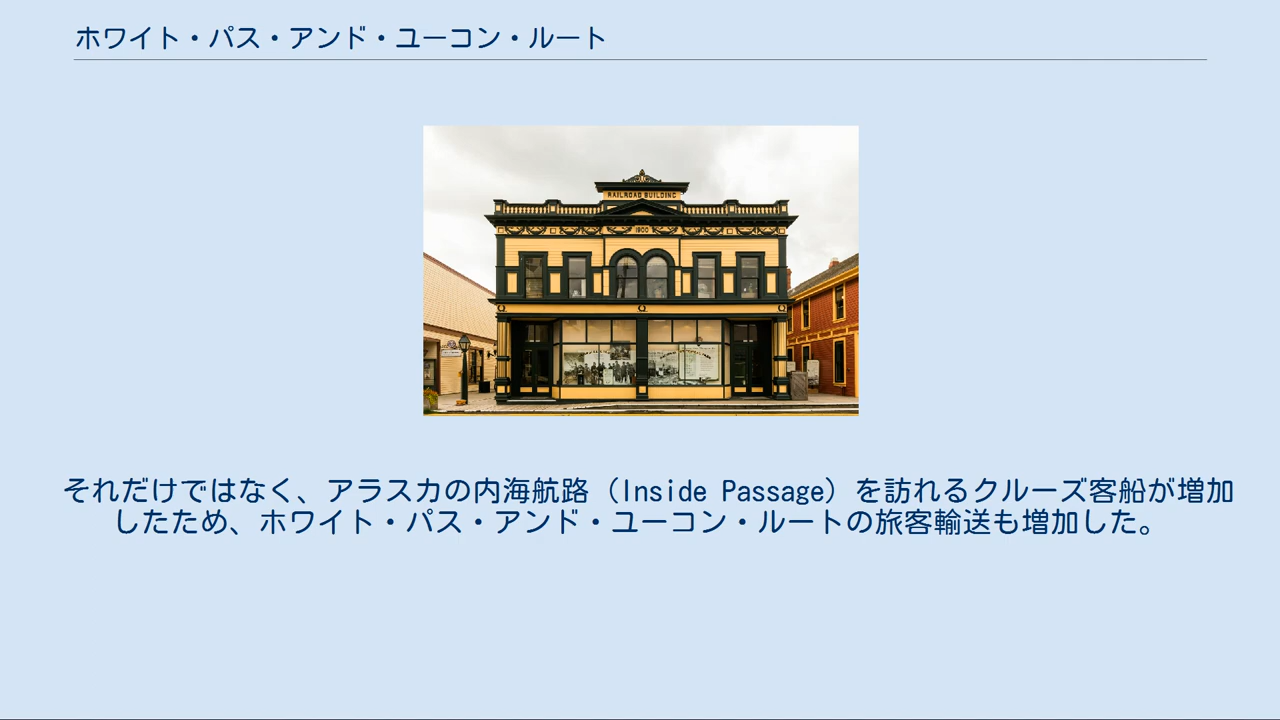 ホワイト・パス・アンド・ユーコン・ルート
RAILROAD BUILDING
1900
それだけではなく、アラスカの内海航路（Inside Passage）を訪れるクルーズ客船が増加
したため、ホワイト・パス・アンド・ユーコン・ルートの旅客輸送も増加した。